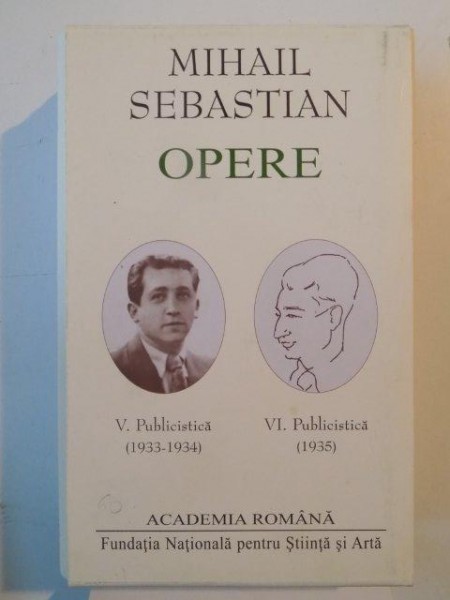 MIHAIL
SEBASTIAN
OPERE
V. Publicistică
(1933-1934)
VI. Publicistică
(1935)
ACADEMIA ROMÂNĂ
Fundația Națională pentru Știință și Artă